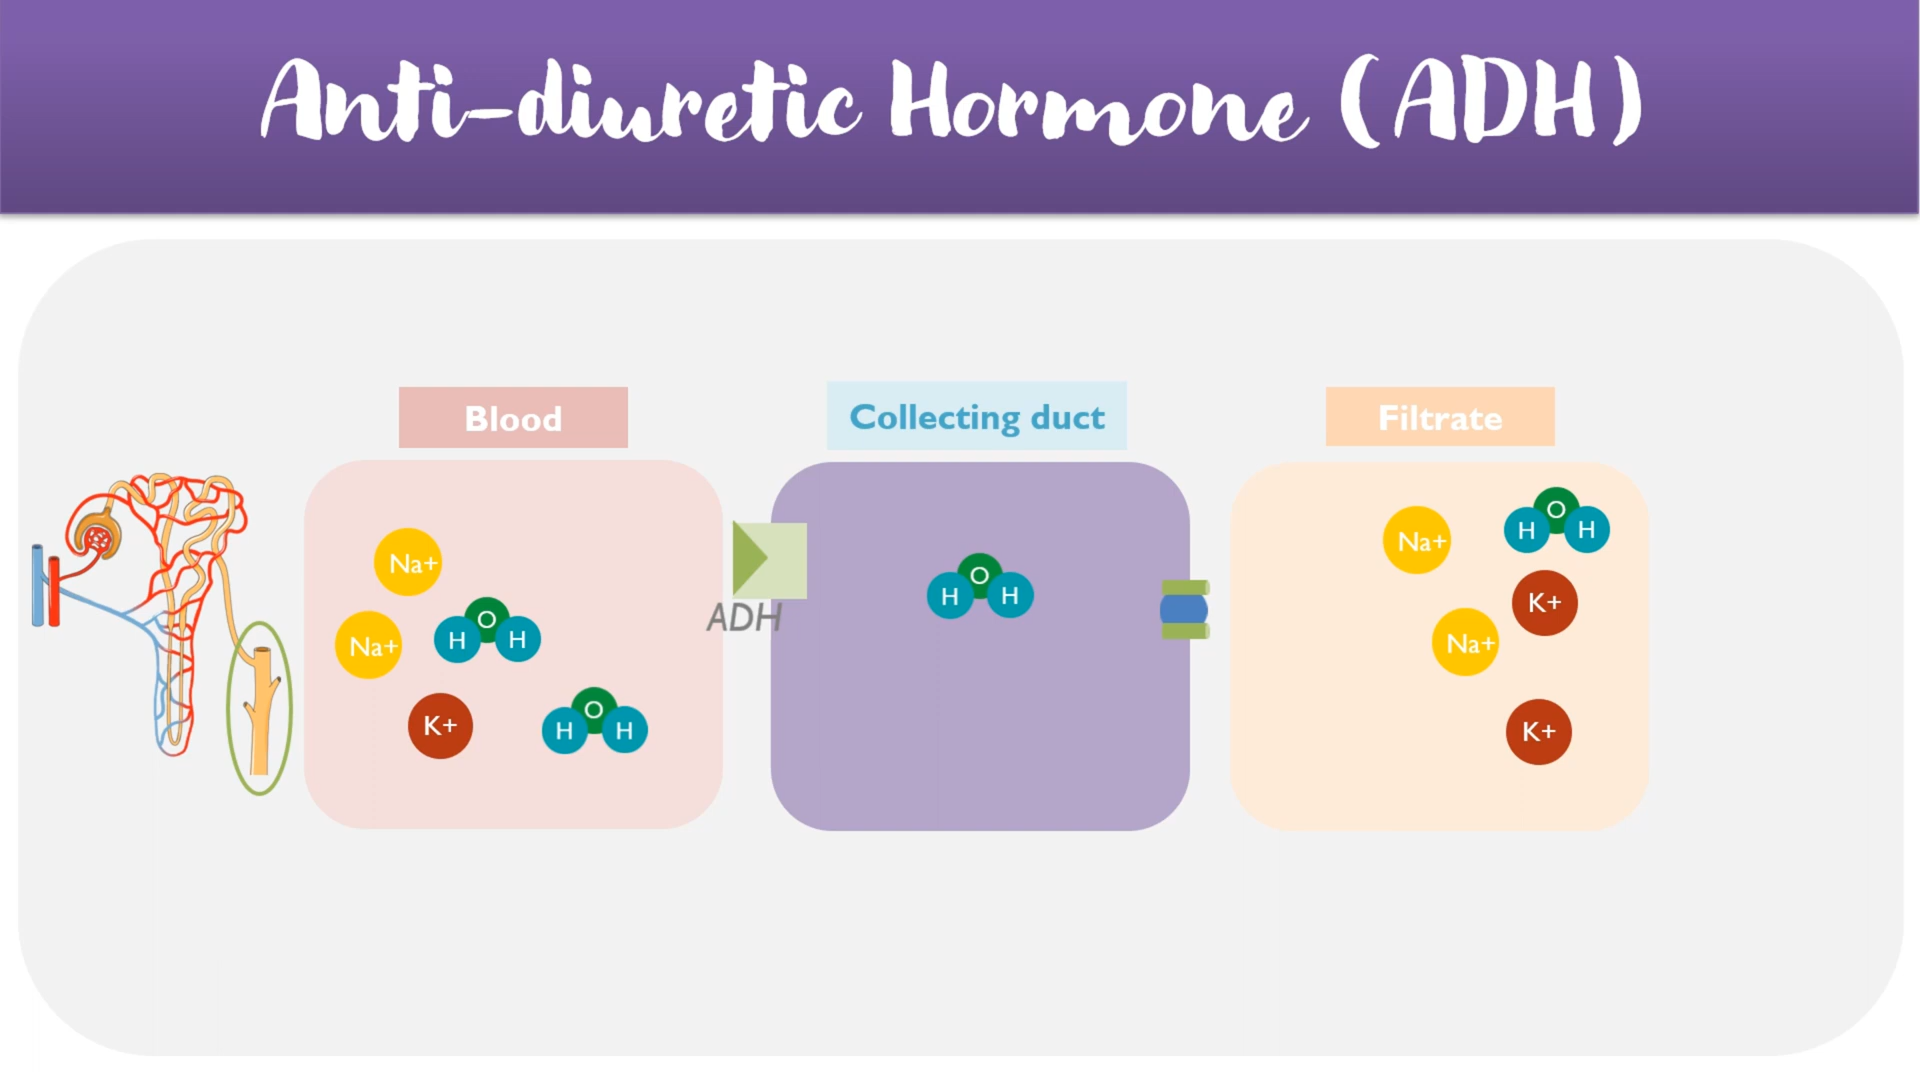 Anti-diuretic Hormone (ADH)
Blood
Collecting duct
Filtrate
Na+
Na+
O
H H
K+
O
H H
ADH
O
H H
Na+
O
H H
K+
Na+
K+